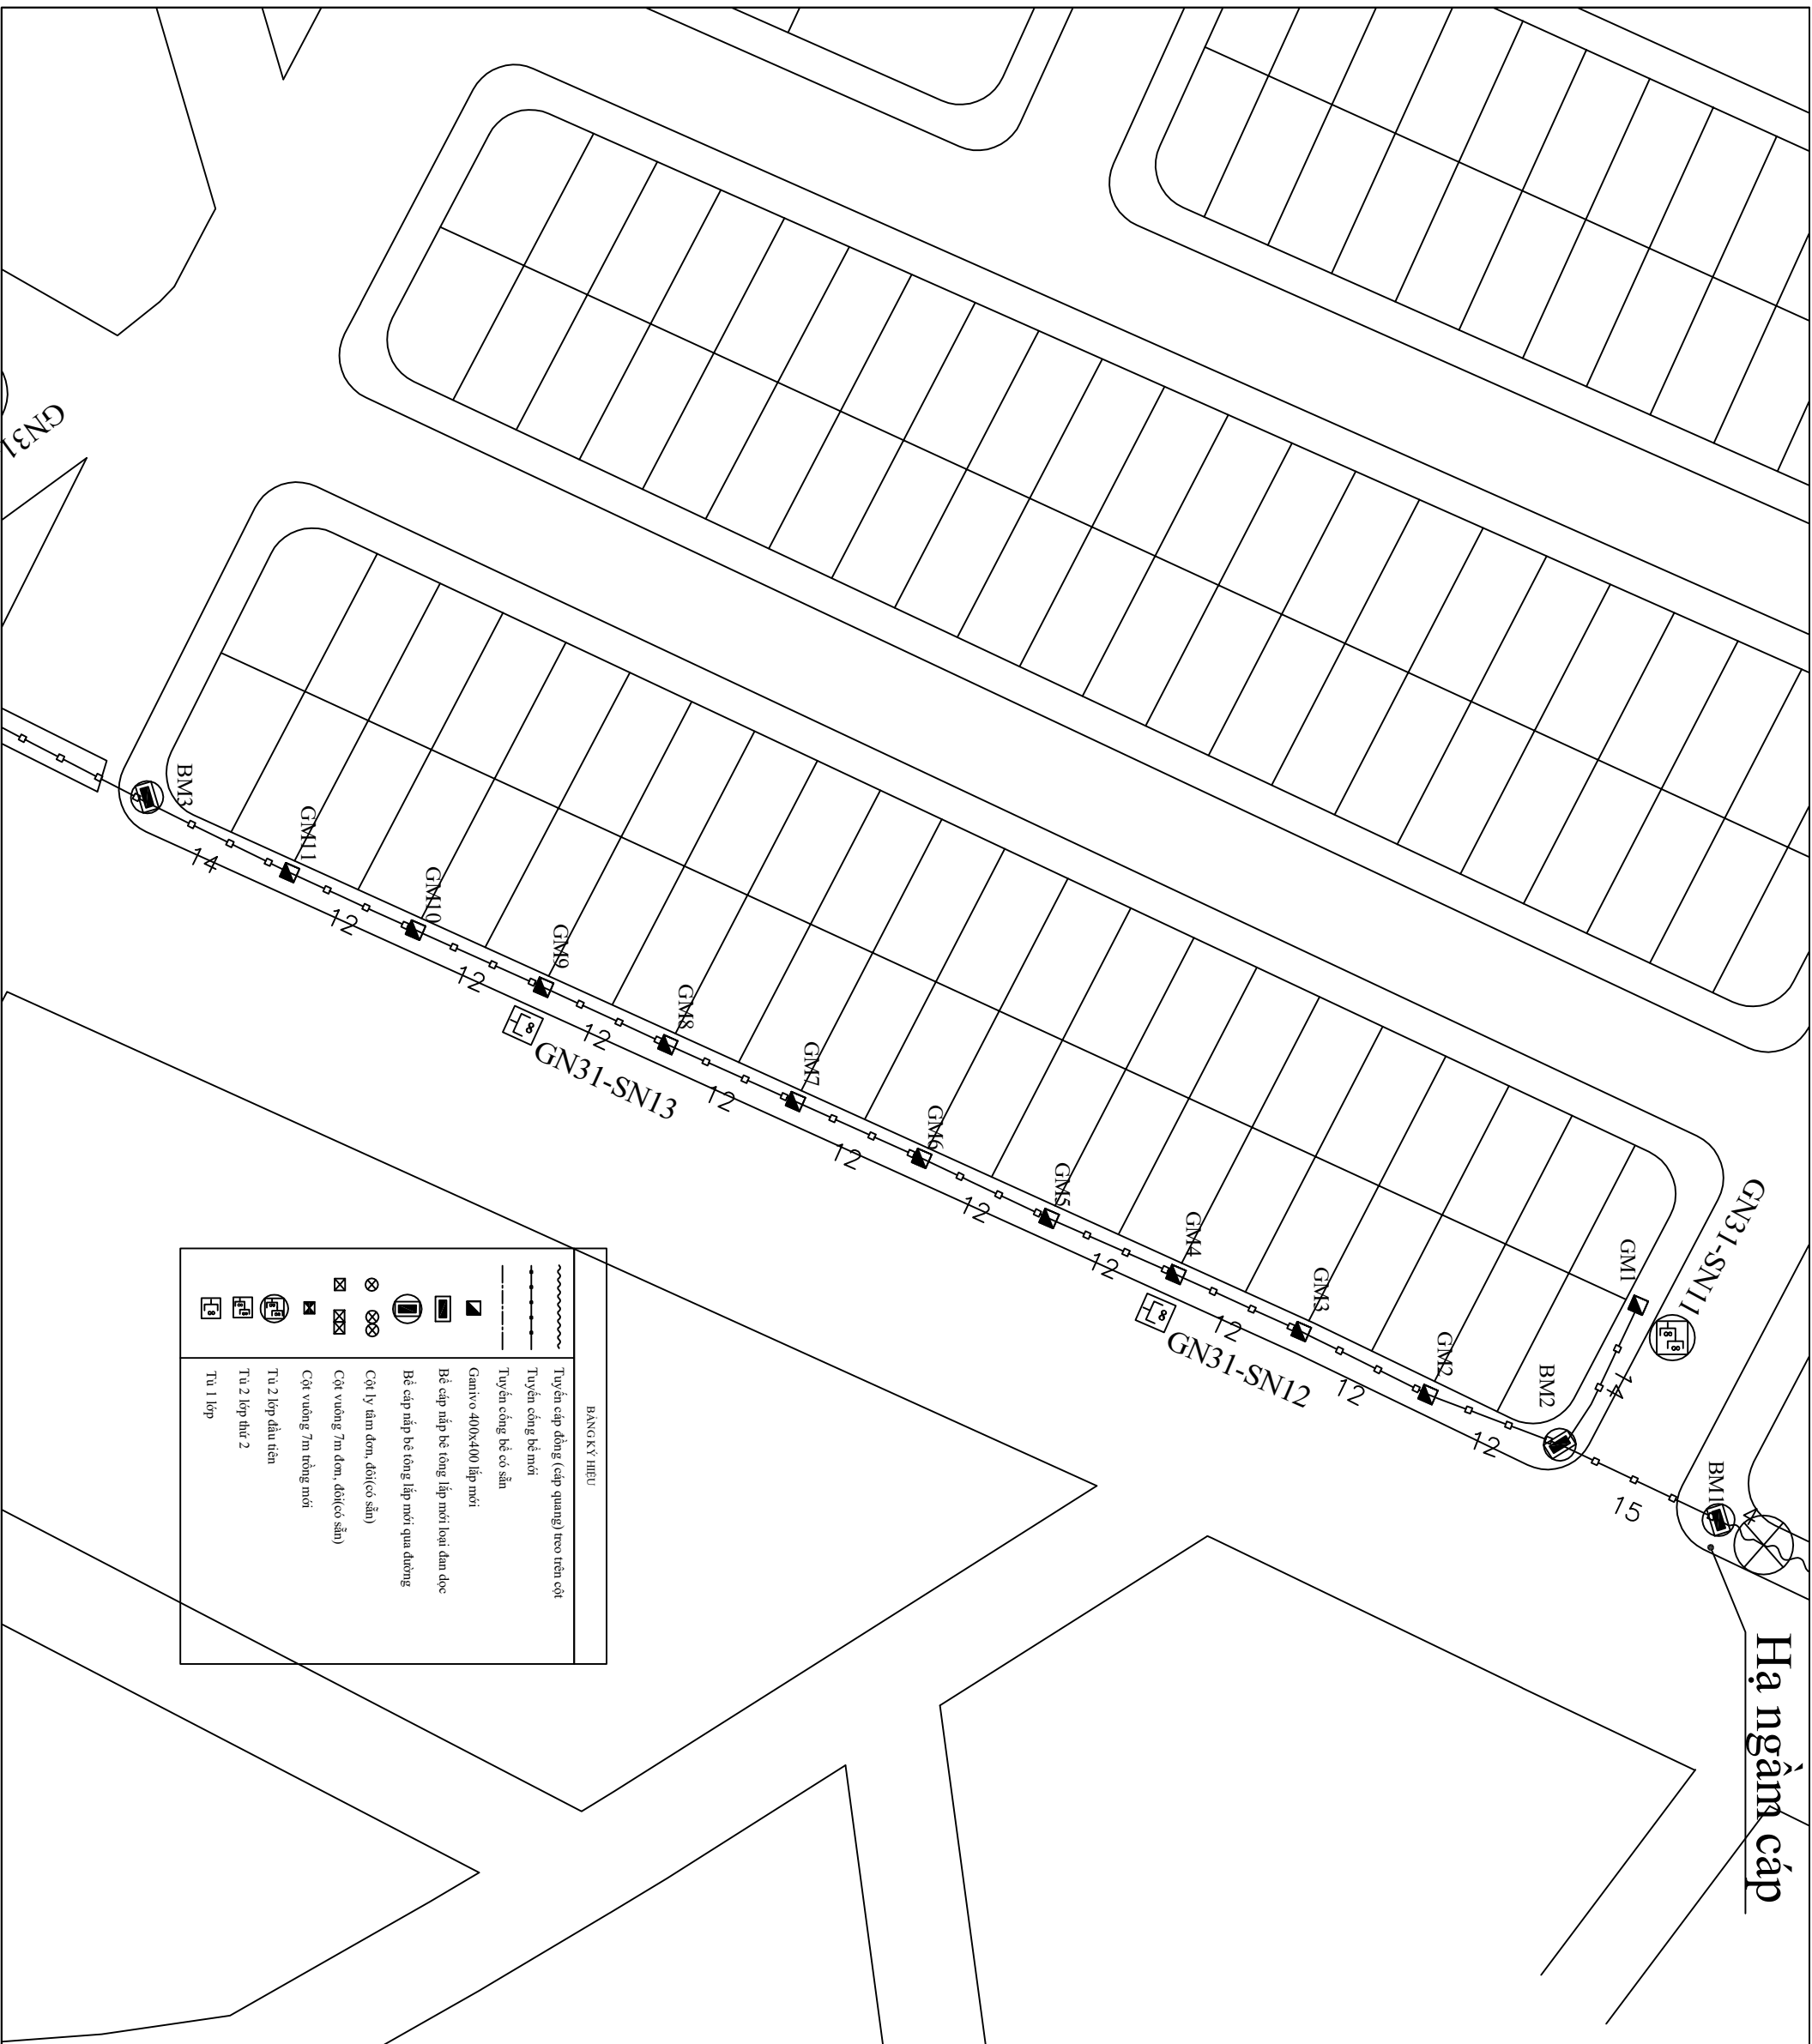 Hạ ngầm cáp
GN31-SN11
GM1
14
BM1
4
15
BM2
12
GM2
12
GN31-SN12
GM3
12
GM4
12
GM5
12
GM6
12
GM7
12
GN31-SN13
GM8
12
GM9
12
GM10
12
GM11
14
BM3
GN31
BẢNG KÝ HIỆU
Tuyến cáp đồng (cáp quang) treo trên cột
Tuyến cống bể mới
Tuyến cống bể có sẵn
Ganivo 400x400 lắp mới
Bể cáp nắp bê tông lắp mới loại đan dọc
Bể cáp nắp bê tông lắp mới qua đường
Cột ly tâm đơn, đôi(có sẵn)
Cột vuông 7m đơn, đôi(có sẵn)
Cột vuông 7m trồng mới
Tủ 2 lớp đầu tiên
Tủ 2 lớp thứ 2
Tủ 1 lớp